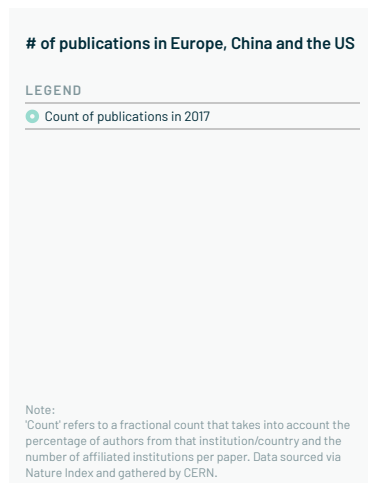 # of publications in Europe, China and the US
LEGEND
Count of publications in 2017
Note:
'Count' refers to a fractional count that takes into account the
percentage of authors from that institution/country and the
number of affiliated institutions per paper. Data sourced via
Nature Index and gathered by CERN.